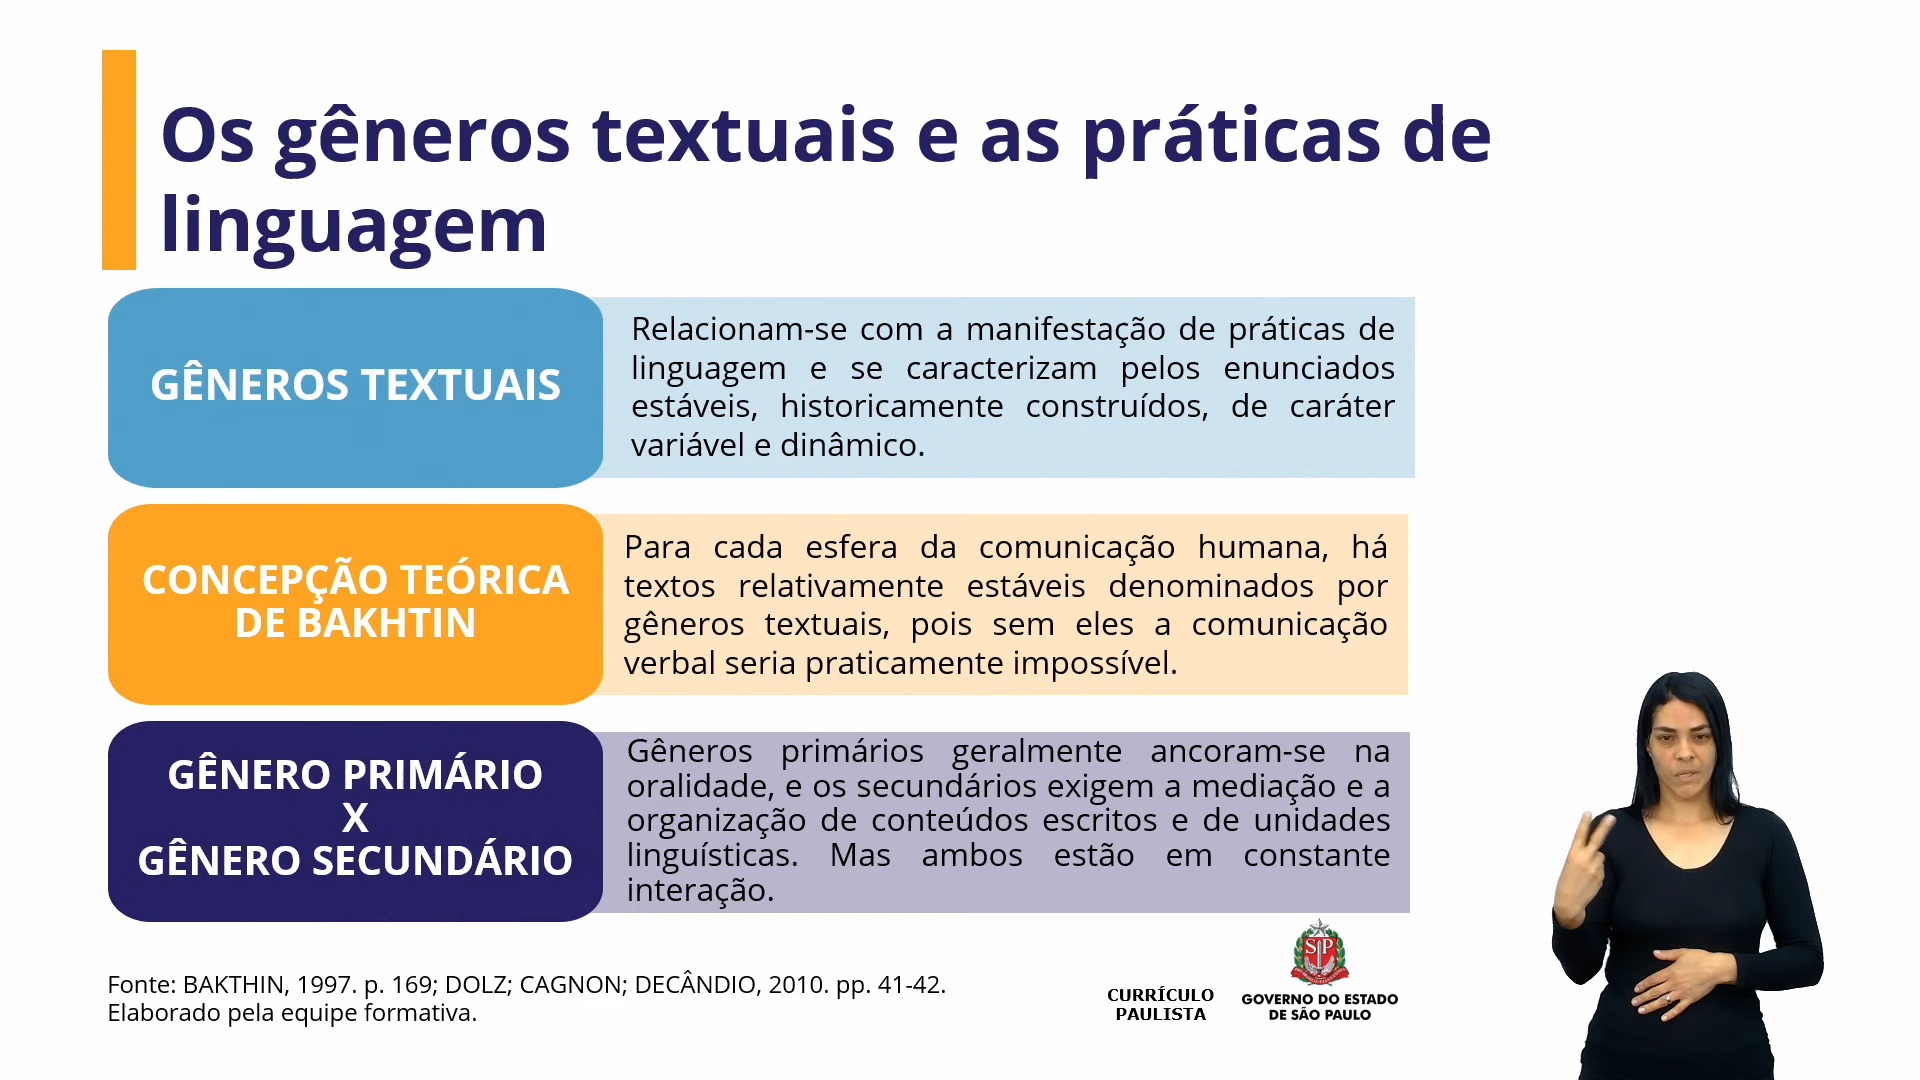 Os gêneros textuais e as práticas de
linguagem
GÊNEROS TEXTUAIS
Relacionam-se com a manifestação de práticas de
linguagem e se caracterizam pelos enunciados
estáveis, historicamente construídos, de caráter
variável e dinâmico.
CONCEPÇÃO TEÓRICA
DE BAKHTIN
Para cada esfera da comunicação humana, há
textos relativamente estáveis denominados por
gêneros textuais, pois sem eles a comunicação
verbal seria praticamente impossível.
GÊNERO PRIMÁRIO
X
GÊNERO SECUNDÁRIO
Gêneros primários geralmente ancoram-se na
oralidade, e os secundários exigem a mediação e a
organização de conteúdos escritos e de unidades
linguísticas. Mas ambos estão em constante
interação.
Fonte: BAKTHIN, 1997. p. 169; DOLZ; CAGNON; DECÂNDIO, 2010. pp. 41-42.
Elaborado pela equipe formativa.
CURRÍCULO
PAULISTA
SP
GOVERNO DO ESTADO
DE SÃO PAULO